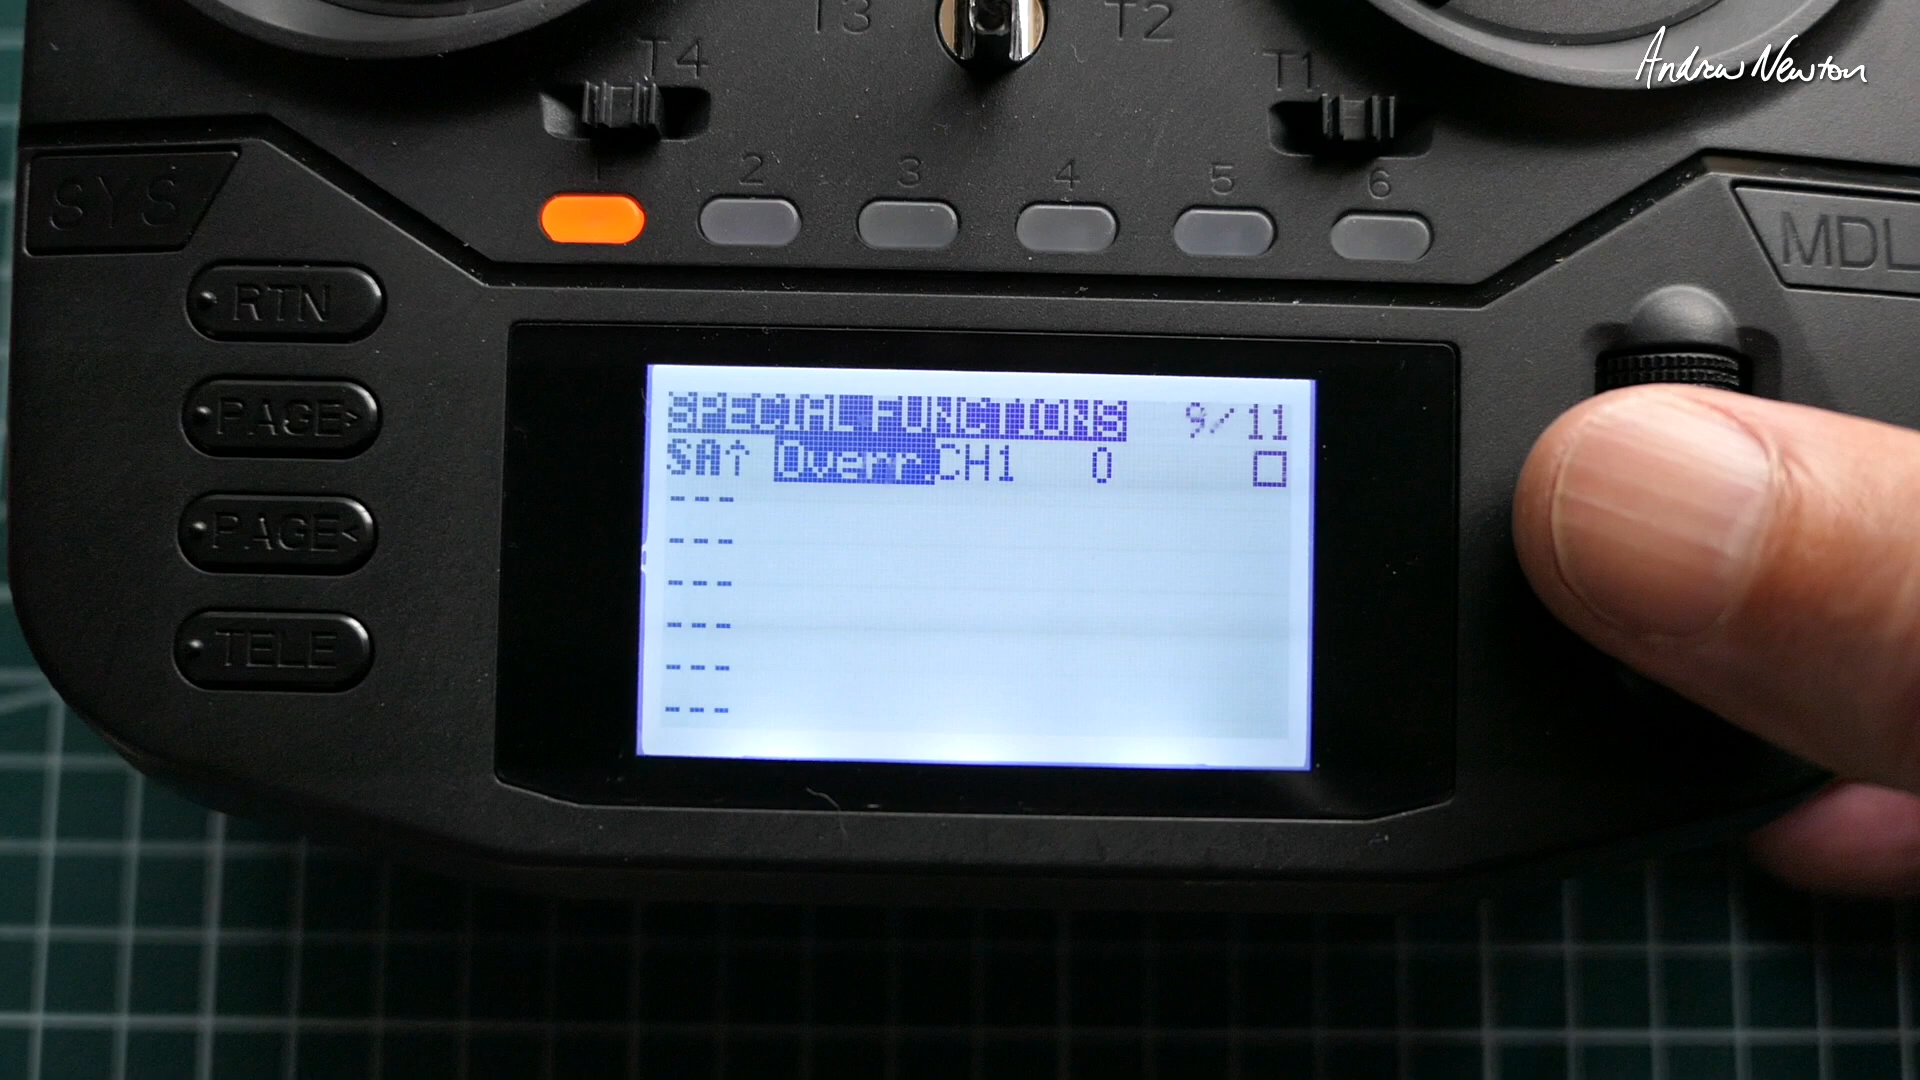 T3
T2
T4
T1
Andrew Newton
1 2 3 4 5 6
SYS
MDL
RTN
PAGE>
PAGE<
TELE
SPECIAL FUNCTIONS 9/11
SA↑ Overr. CH1 0 □
---
---
---
---
---
---